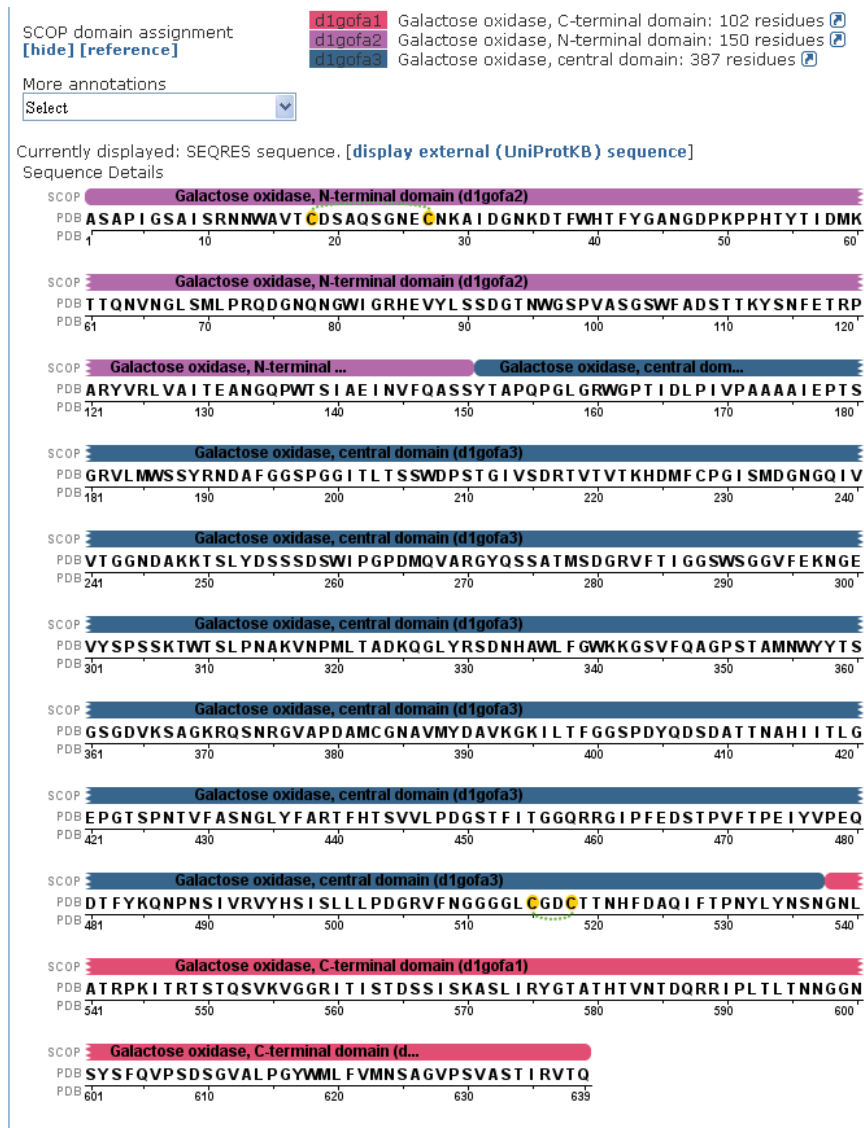 SCOP domain assignment
[hide] [reference]
d1gofa1 Galactose oxidase, C-terminal domain: 102 residues
d1gofa2 Galactose oxidase, N-terminal domain: 150 residues
d1gofa3 Galactose oxidase, central domain: 387 residues
More annotations
Select
Currently displayed: SEQRES sequence. [display external (UniProtKB) sequence]
Sequence Details
SCOP Galactose oxidase, N-terminal domain (d1gofa2)
PDB ASAPIGSAISRNNWAVTCDSAQSGNECNKAIDGNKDTFWHTFYGANGDPKPPHTYTIDMK
PDB 1 10 20 30 40 50 60
SCOP Galactose oxidase, N-terminal domain (d1gofa2)
PDB TTQNVNGLSMLPRQDGNQNGWIGRHEVYLSSDGTNWGSPVASGSWFADSTTKYSNFETRP
PDB 61 70 80 90 100 110 120
SCOP Galactose oxidase, N-terminal ... Galactose oxidase, central dom...
PDB ARYVRLVAITEANGQPWTSIAEINVFQASSYTAPQPGLGRWGPTIDLPIVPAAAAIEPTS
PDB 121 130 140 150 160 170 180
SCOP Galactose oxidase, central domain (d1gofa3)
PDB GRVLMWSSYRNDAFGGSPGGITLTSSWDPSTGIVSDRTVTVTKHDMFCPGISMDGNGQIV
PDB 181 190 200 210 220 230 240
SCOP Galactose oxidase, central domain (d1gofa3)
PDB VTGGNDAKKTSLYDSSSDSWIPGPDMQVARGYQSSATMSDGRVFTIGGSWSGGVFEKNGE
PDB 241 250 260 270 280 290 300
SCOP Galactose oxidase, central domain (d1gofa3)
PDB VYSPSSKTWTSLPNAKVNPMLTADKQGLYRSDNHAWLFGWKKGSVFQAGPSTAMNWYYTS
PDB 301 310 320 330 340 350 360
SCOP Galactose oxidase, central domain (d1gofa3)
PDB GSGDVKSAGKRQSNRGVAPDAMCGNAVMYDAVKGKILTFGGSPDYQDSDATTNAHIITLG
PDB 361 370 380 390 400 410 420
SCOP Galactose oxidase, central domain (d1gofa3)
PDB EPGTSPNTVFASNGLYFARTFHTSVVLPDGSTFITGGQRRGIPFEDSTPVFTPEIYVPEQ
PDB 421 430 440 450 460 470 480
SCOP Galactose oxidase, central domain (d1gofa3)
PDB DTFYKQNPNSIVRVYHSISLLLPDGRVFNGGGGLCGDCTTNHFDAQIFTPNYLYNSNGNL
PDB 481 490 500 510 520 530 540
SCOP Galactose oxidase, C-terminal domain (d1gofa1)
PDB ATRPKITRTSTQSVKVGGRITISTDSSISKASLIRYGTATHTVNTDQRRIPLTLTNNGGN
PDB 541 550 560 570 580 590 600
SCOP Galactose oxidase, C-terminal domain (d...
PDB SYSFQVPSDSGVALPGYWMLFVMNSAGVPSVASTIRVTQ
PDB 601 610 620 630 639